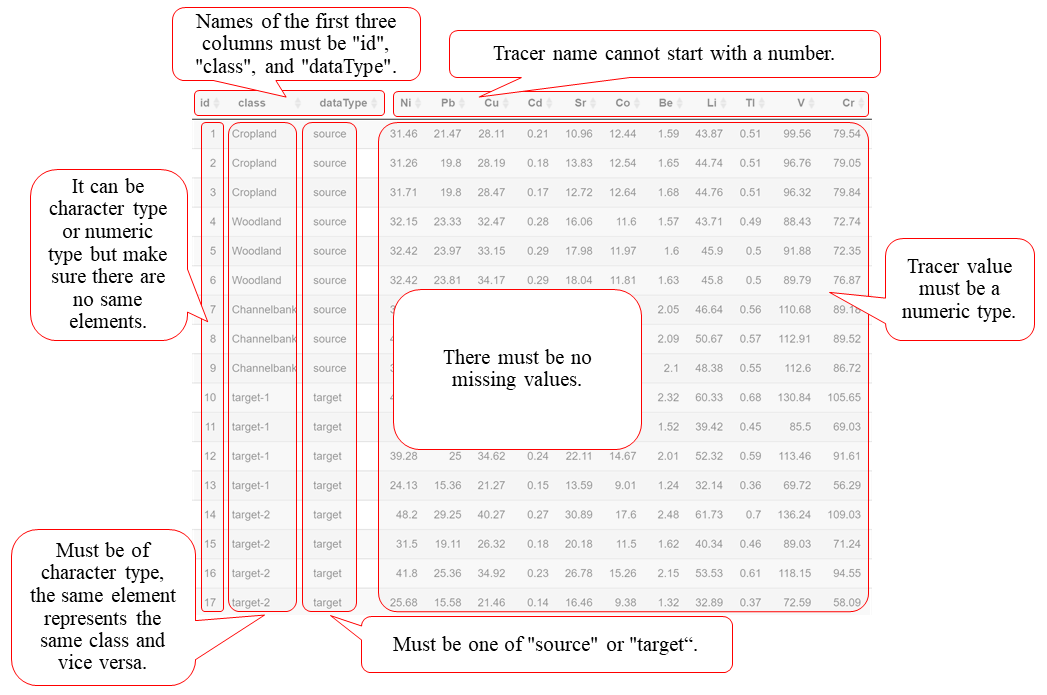 Names of the first three
columns must be "id",
"class", and "dataType".
Tracer name cannot start with a number.
id class dataType Ni Pb Cu Cd Sr Co Be Li Tl V Cr
1 Cropland source 31.46 21.47 28.11 0.21 10.96 12.44 1.59 43.87 0.51 99.56 79.54
2 Cropland source 31.26 19.8 28.19 0.18 13.83 12.54 1.65 44.74 0.51 96.76 79.05
3 Cropland source 31.71 19.8 28.47 0.17 12.72 12.64 1.68 44.76 0.51 96.32 79.84
4 Woodland source 32.15 23.33 32.47 0.28 16.06 11.6 1.57 43.71 0.49 88.43 72.74
5 Woodland source 32.42 23.97 33.15 0.29 17.98 11.97 1.6 45.9 0.5 91.88 72.35
6 Woodland source 32.42 23.81 34.17 0.29 18.04 11.81 1.63 45.8 0.5 89.79 76.87
7 Channelbank source 2.05 46.64 0.56 110.68 89.18
8 Channelbank source 2.09 50.67 0.57 112.91 89.52
9 Channelbank source 2.1 48.38 0.55 112.6 86.72
10 target-1 target 2.32 60.33 0.68 130.84 105.65
11 target-1 target 1.52 39.42 0.45 85.5 69.03
12 target-1 target 39.28 25 34.62 0.24 22.11 14.67 2.01 52.32 0.59 113.46 91.61
13 target-1 target 24.13 15.36 21.27 0.15 13.59 9.01 1.24 32.14 0.36 69.72 56.29
14 target-2 target 48.2 29.25 40.27 0.27 30.89 17.6 2.48 61.73 0.7 136.24 109.03
15 target-2 target 31.5 19.11 26.32 0.18 20.18 11.5 1.62 40.34 0.46 89.03 71.24
16 target-2 target 41.8 25.36 34.92 0.23 26.78 15.26 2.15 53.53 0.61 118.15 94.55
17 target-2 target 25.68 15.58 21.46 0.14 16.46 9.38 1.32 32.89 0.37 72.59 58.09
It can be
character type
or numeric
type but make
sure there are
no same
elements.
Tracer value
must be a
numeric type.
There must be no
missing values.
Must be of
character type,
the same element
represents the
same class and
vice versa.
Must be one of "source" or "target“.